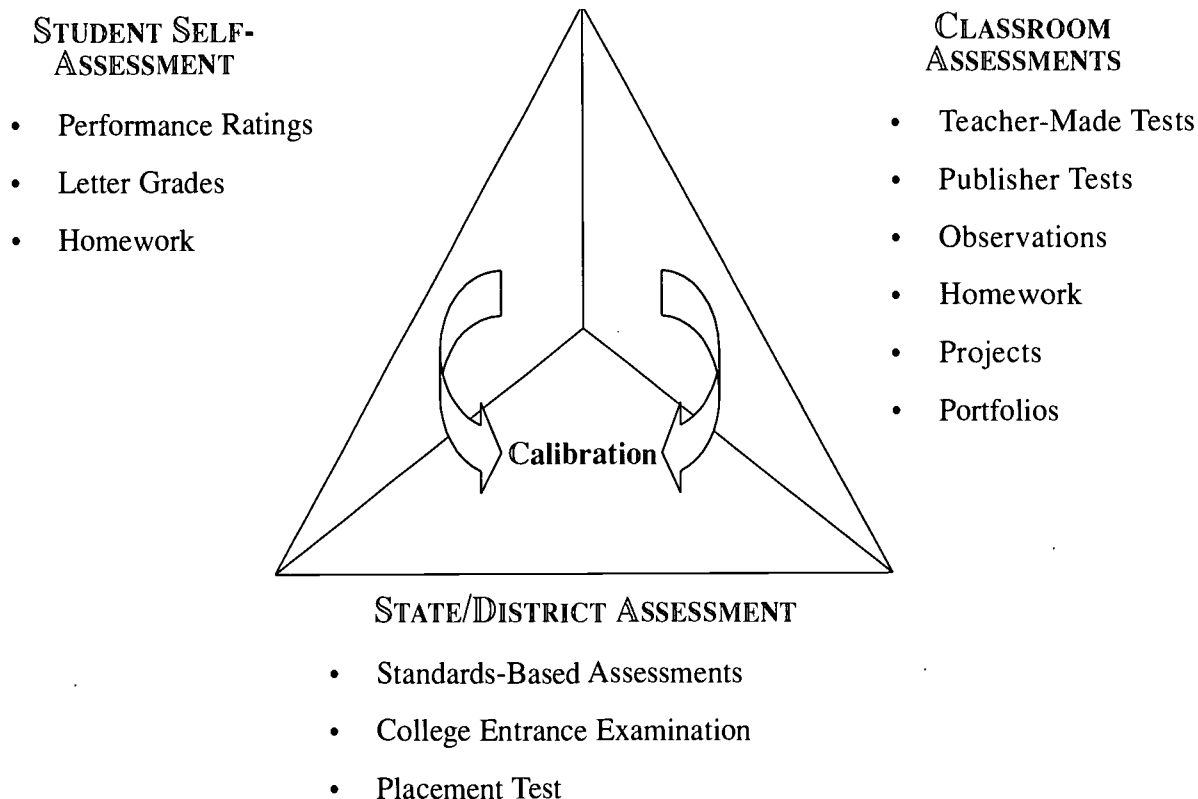 STUDENT SELF-
ASSESSMENT
• Performance Ratings
• Letter Grades
• Homework
CLASSROOM
ASSESSMENTS
• Teacher-Made Tests
• Publisher Tests
• Observations
• Homework
• Projects
• Portfolios
Calibration
STATE/DISTRICT ASSESSMENT
• Standards-Based Assessments
• College Entrance Examination
• Placement Test